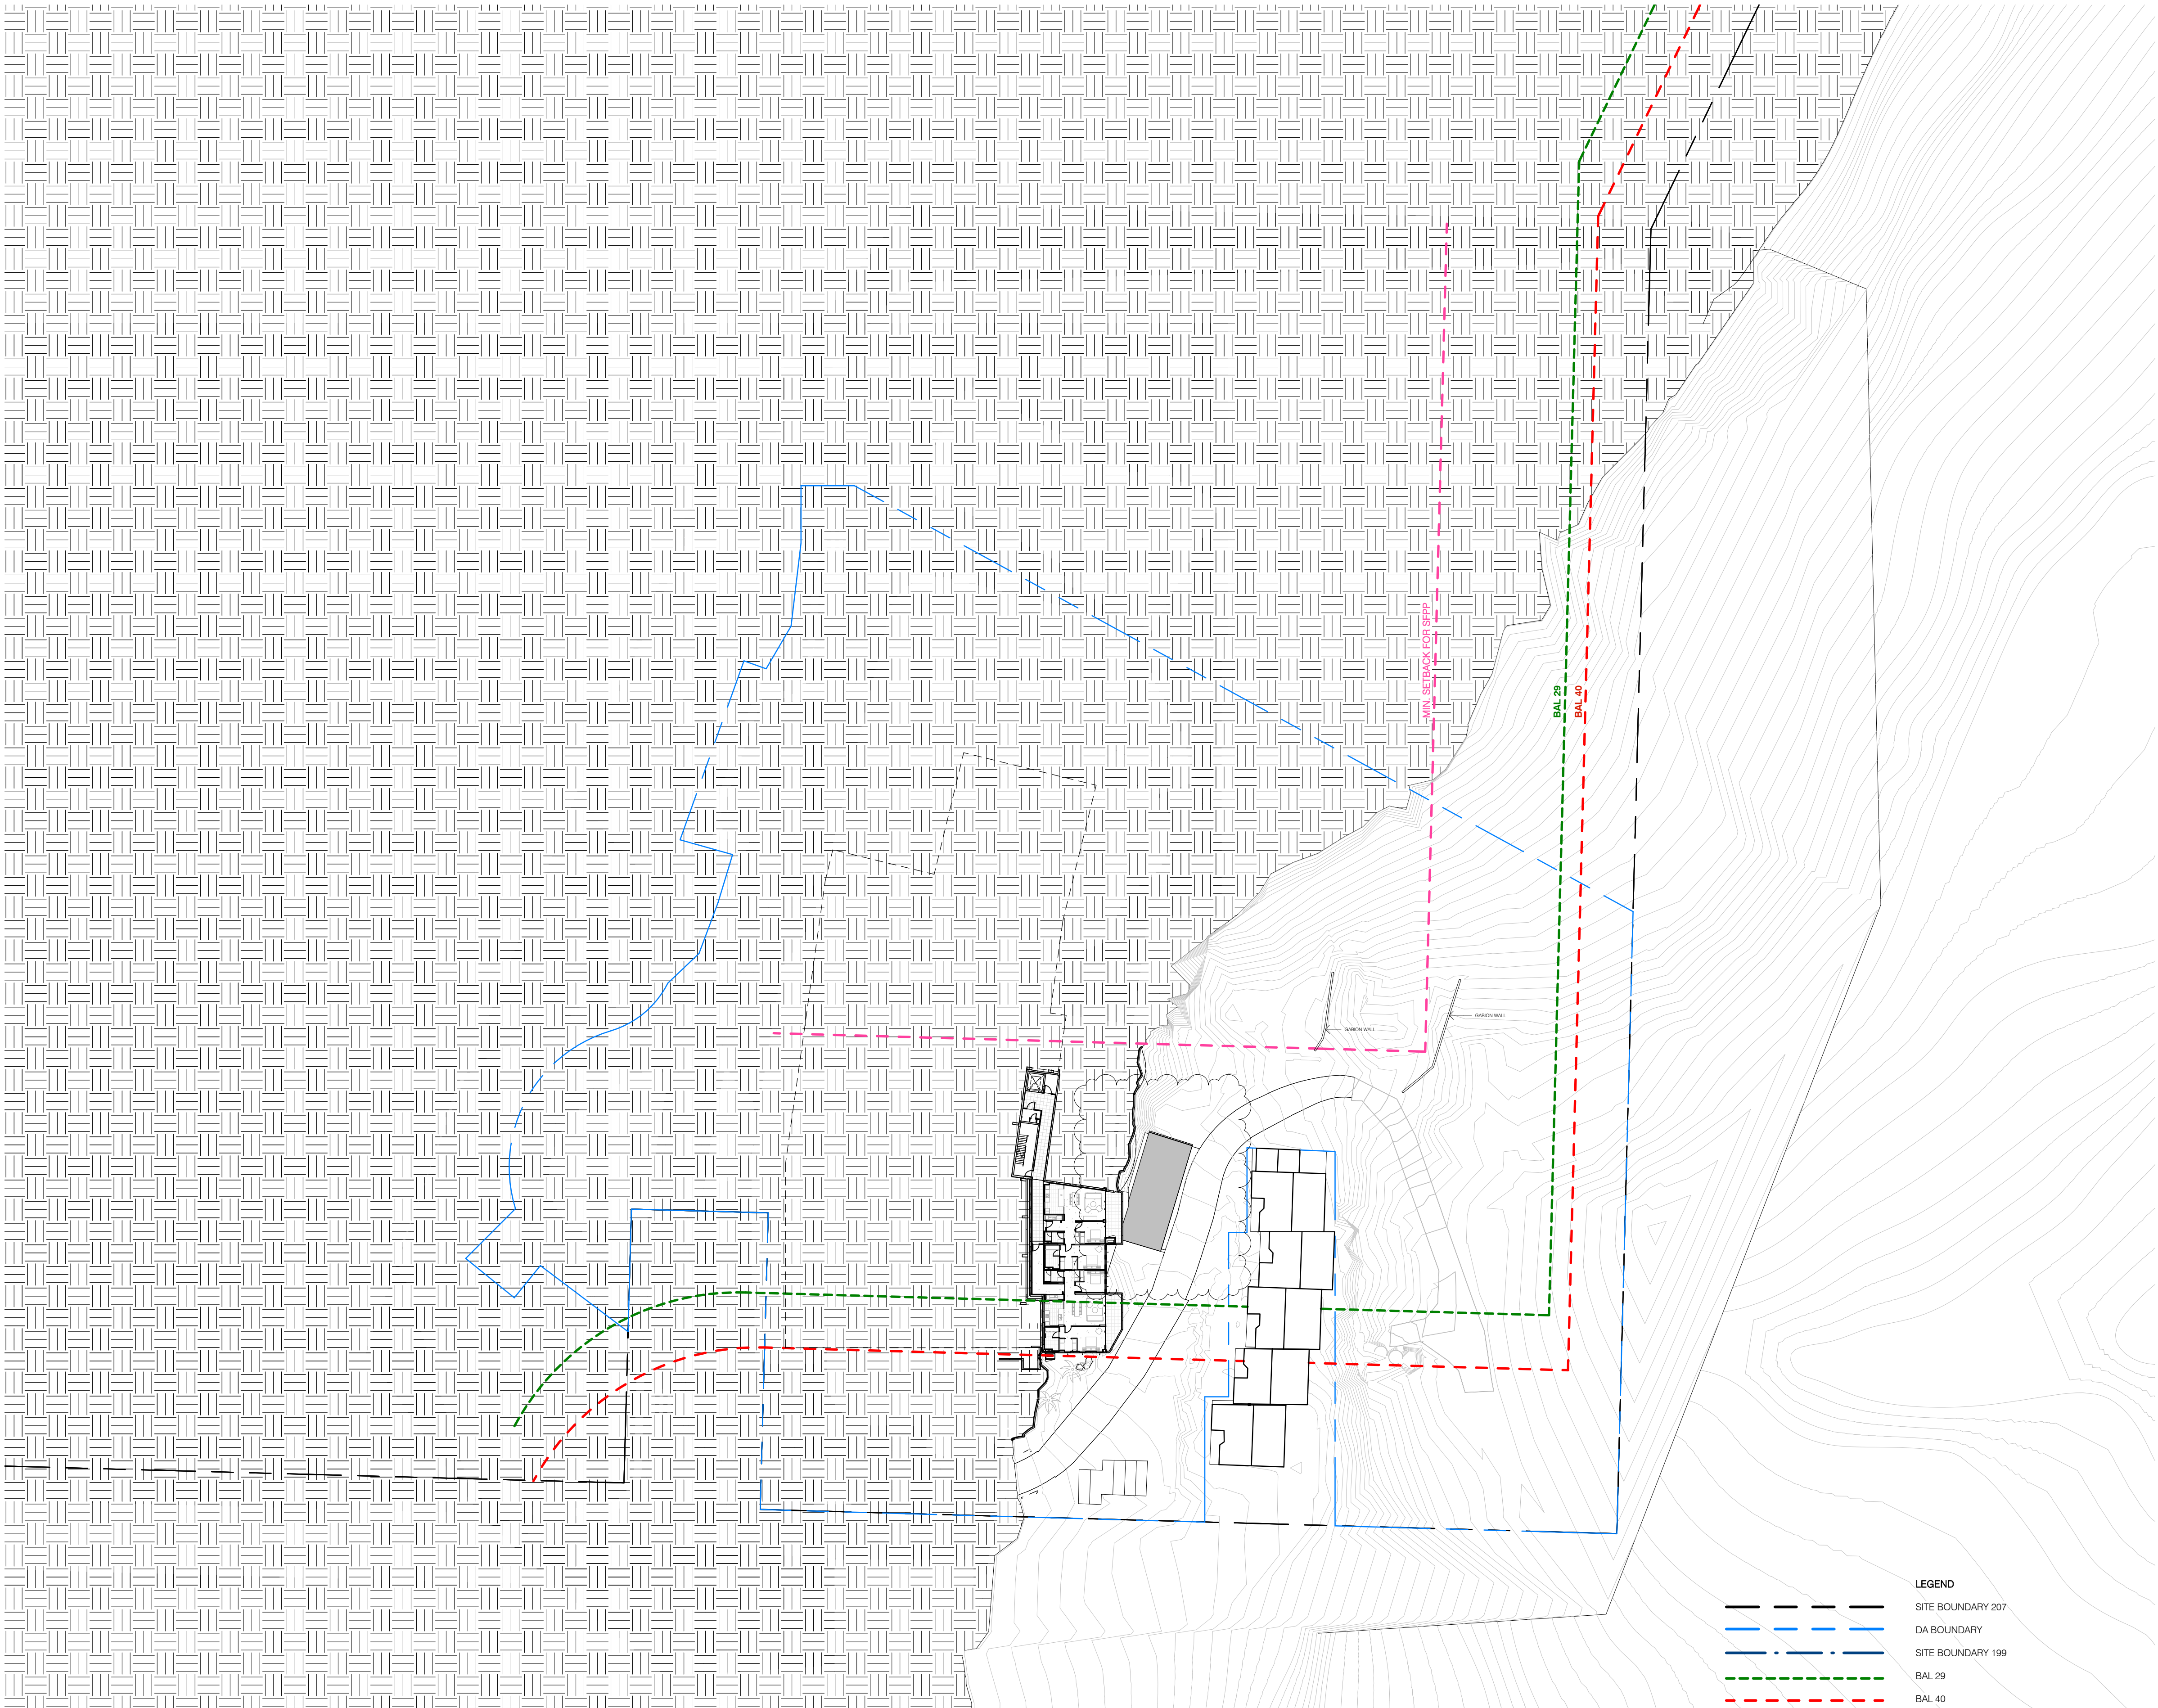 MIN. SETBACK FOR SFPP
BAL 29
BAL 40
GABION WALL
GABION WALL
LEGEND
SITE BOUNDARY 207
DA BOUNDARY
SITE BOUNDARY 199
BAL 29
BAL 40